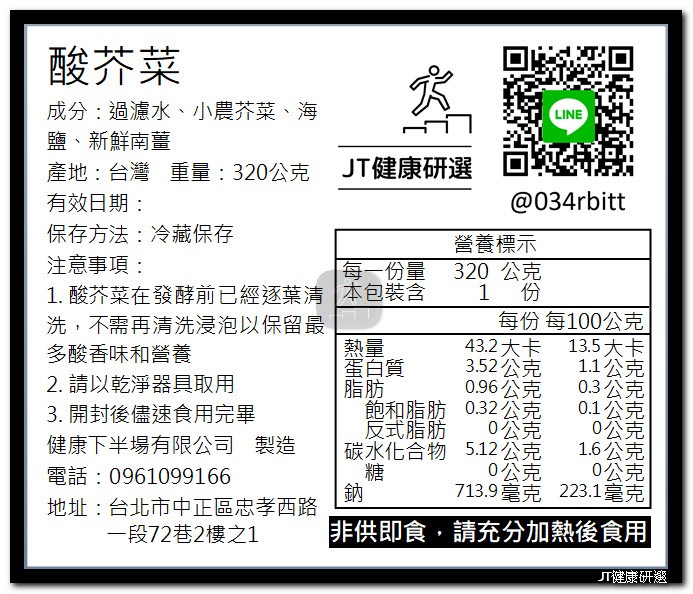 酸芥菜
成分：過濾水、小農芥菜、海
鹽、新鮮南薑
產地：台灣　重量：320公克
有效日期：
保存方法：冷藏保存
注意事項：
1. 酸芥菜在發酵前已經逐葉清
洗，不需再清洗浸泡以保留最
多酸香味和營養
2. 請以乾淨器具取用
3. 開封後儘速食用完畢
健康下半場有限公司　製造
電話：0961099166
地址：台北市中正區忠孝西路
一段72巷2樓之1
JT健康研選
LINE
@034rbitt
營養標示
每一份量 320 公克
本包裝含 1 份
每份 每100公克
熱量 43.2大卡 13.5大卡
蛋白質 3.52公克 1.1公克
脂肪 0.96公克 0.3公克
飽和脂肪 0.32公克 0.1公克
反式脂肪 0公克 0公克
碳水化合物 5.12公克 1.6公克
糖 0公克 0公克
鈉 713.9毫克 223.1毫克
非供即食，請充分加熱後食用
JT健康研選